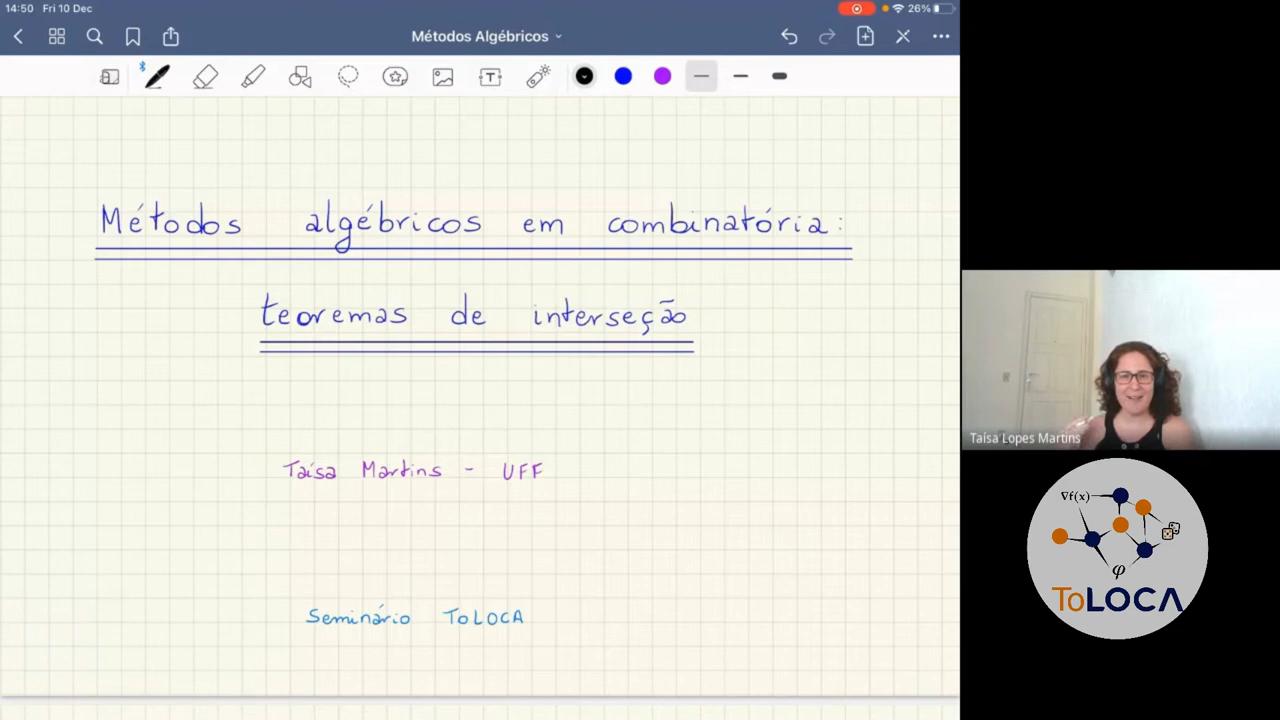 14:50 Fri 10 Dec
26%
Métodos Algébricos
T
Métodos algébricos em combinatória:
teoremas de interseção
Taísa Martins - UFF
Seminário ToLOCA
Taísa Lopes Martins
∇f(x)
φ
ToLOCA